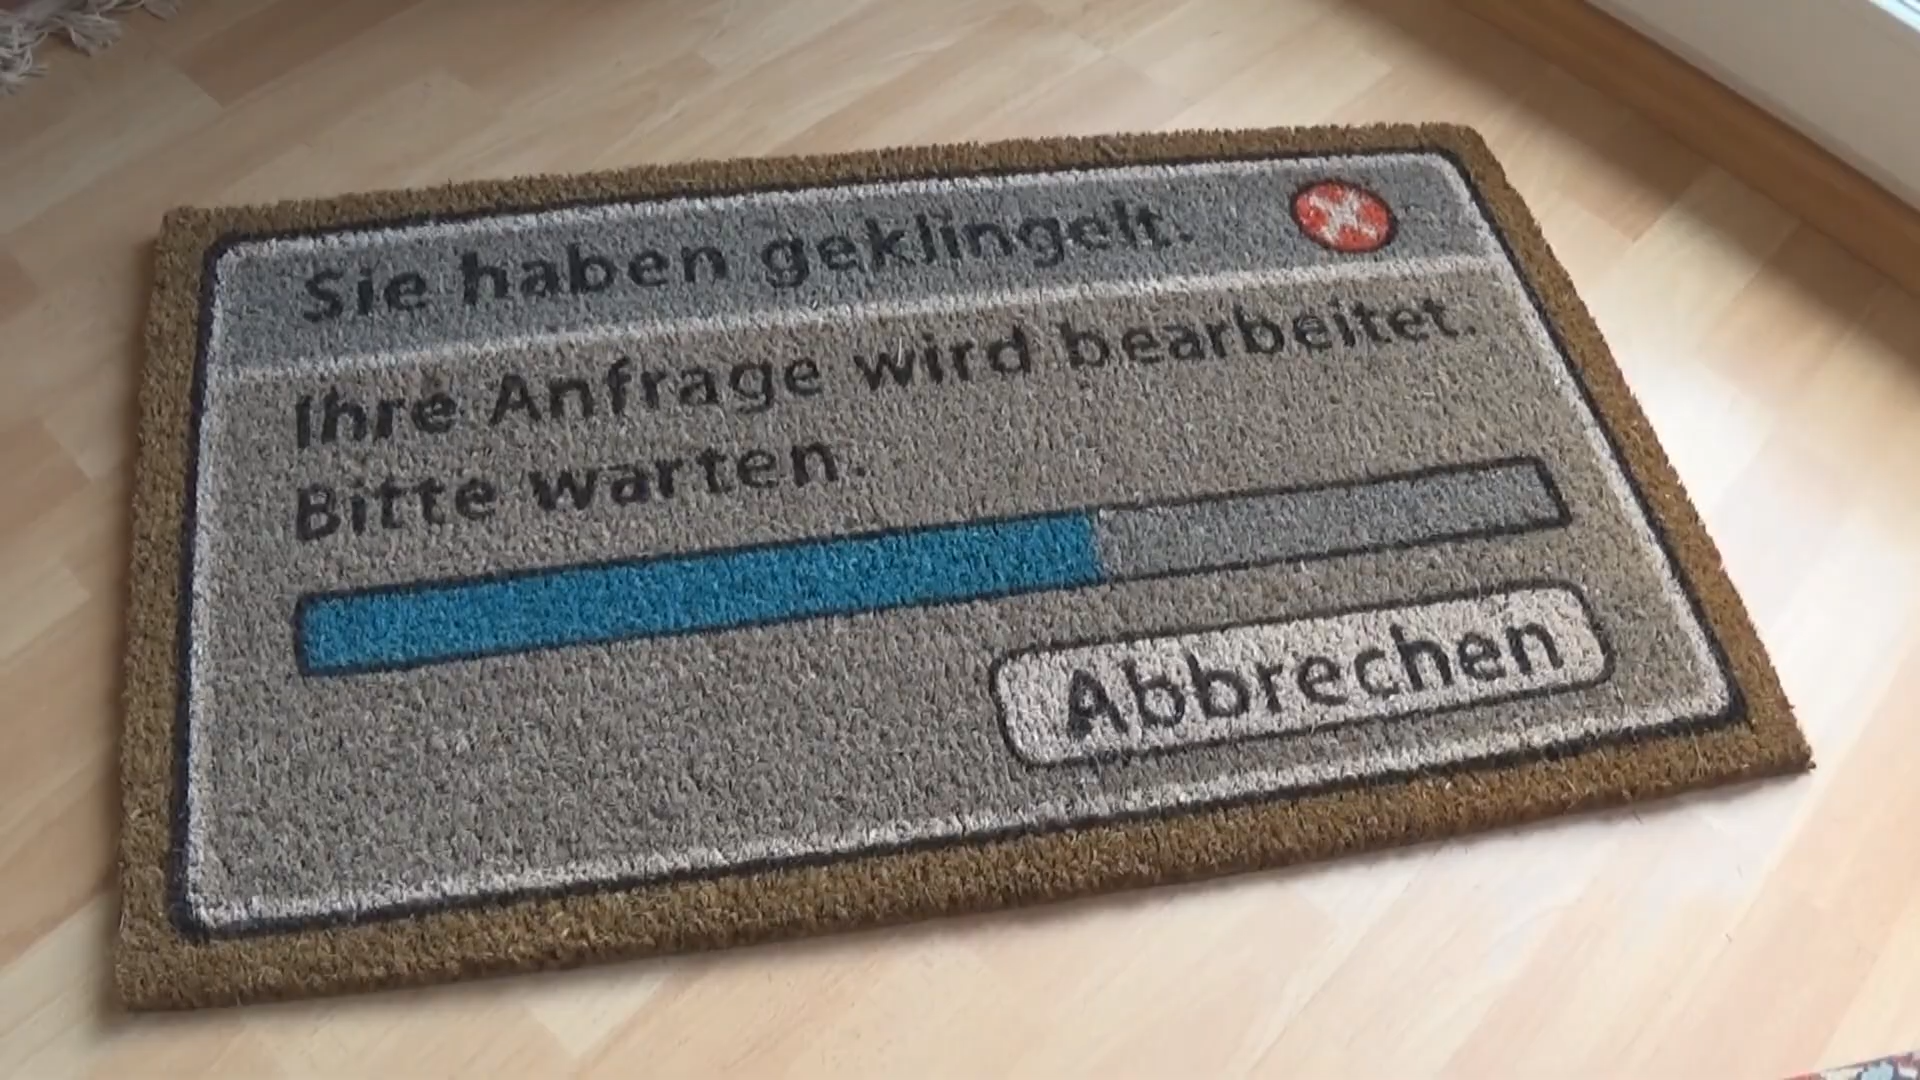 Sie haben geklingelt.
Ihre Anfrage wird bearbeitet.
Bitte warten.
Abbrechen